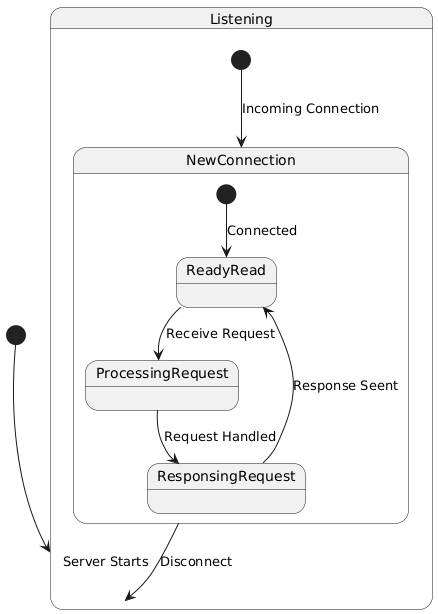 Listening
Incoming Connection
NewConnection
Connected
ReadyRead
Receive Request
ProcessingRequest
Response Seent
Request Handled
ResponsingRequest
Server Starts
Disconnect